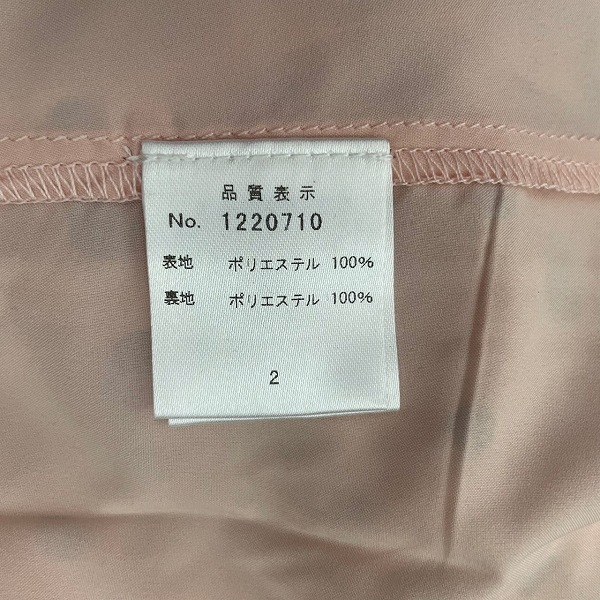 品質表示
No. 1220710
表地 ポリエステル 100%
裏地 ポリエステル 100%
2